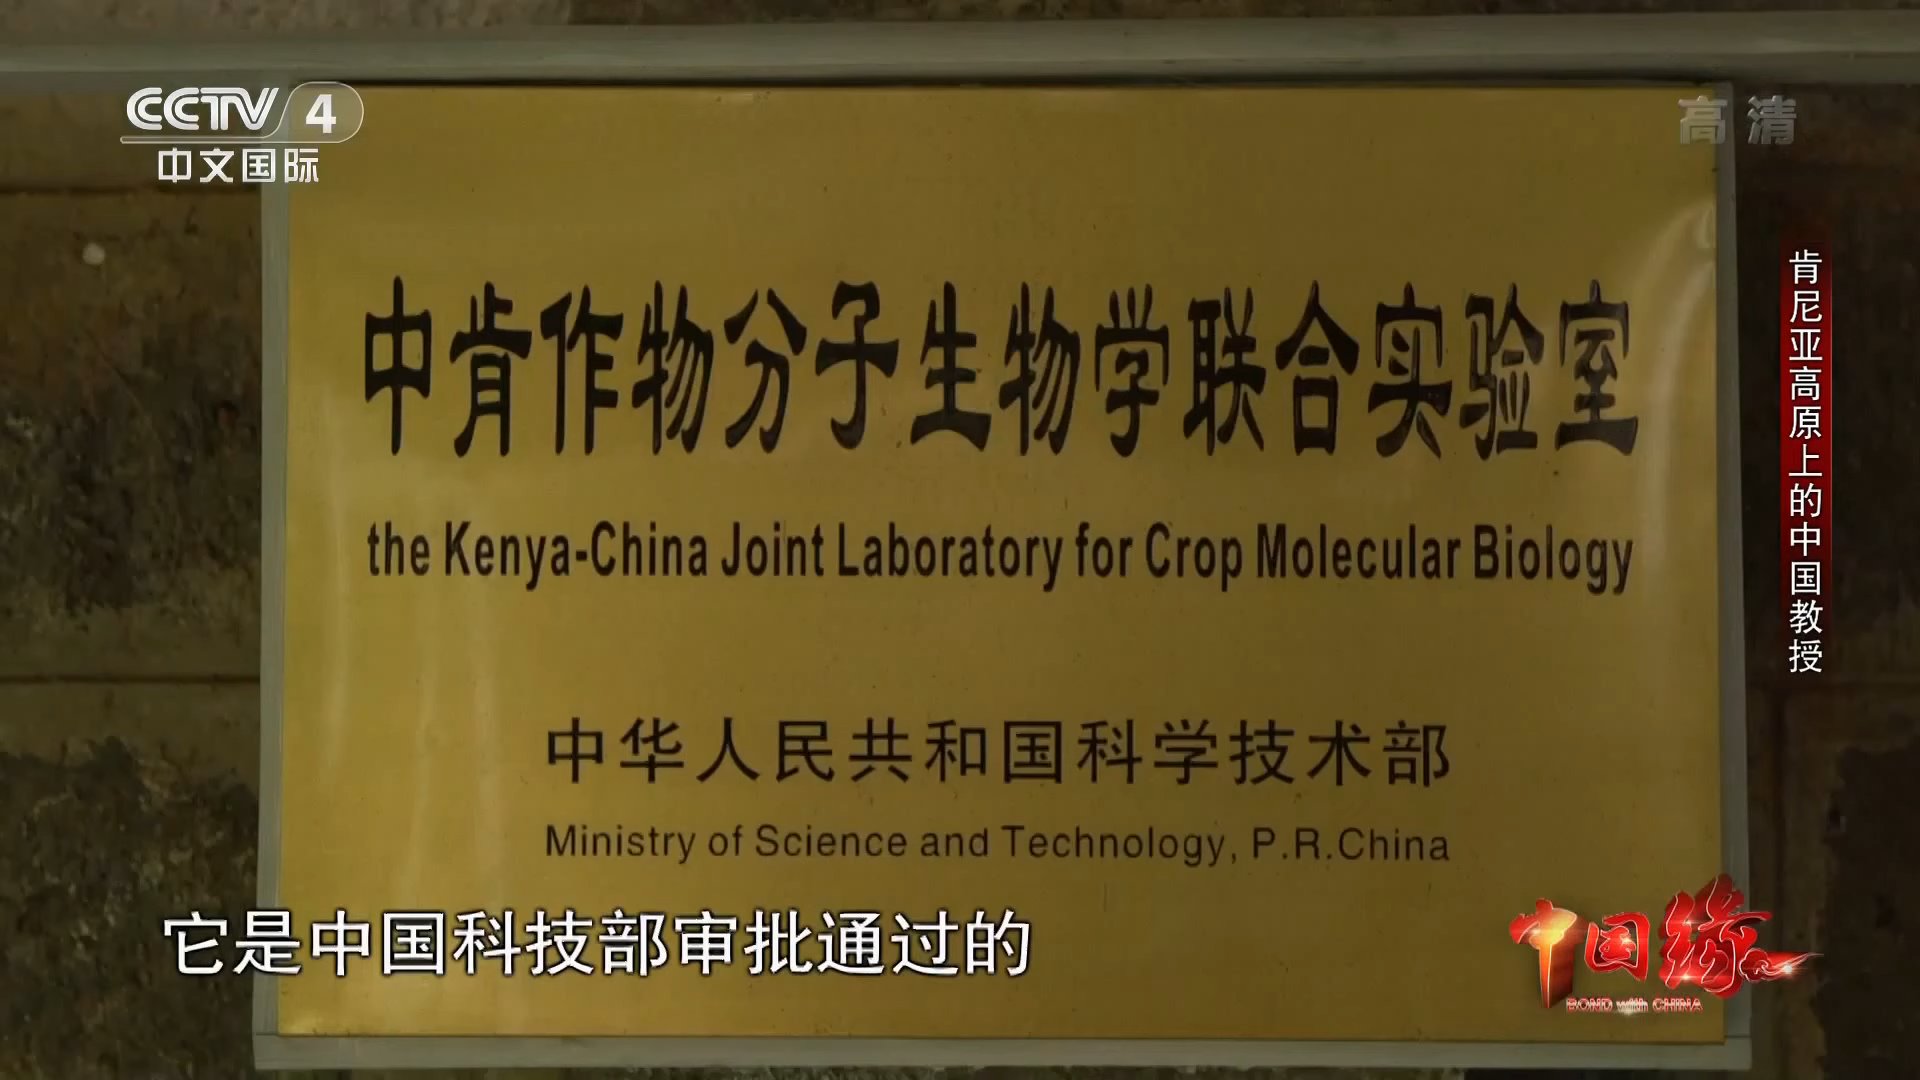 CCTV 4
中文国际
高清
中肯作物分子生物学联合实验室
the Kenya-China Joint Laboratory for Crop Molecular Biology
中华人民共和国科学技术部
Ministry of Science and Technology, P.R.China
肯尼亚高原上的中国教授
它是中国科技部审批通过的
中国缘
BOND with CHINA